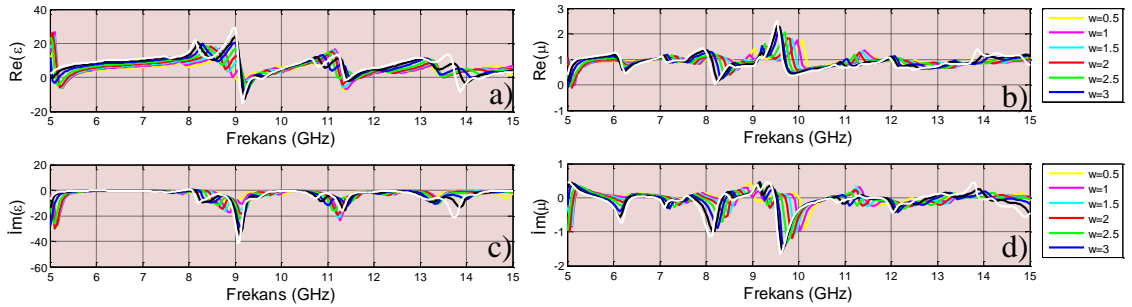 40
20
0
-20
Re(ε)
5 6 7 8 9 10 11 12 13 14 15
Frekans (GHz)
a)
3
2
1
0
-1
Re(μ)
5 6 7 8 9 10 11 12 13 14 15
Frekans (GHz)
b)
w=0.5
w=1
w=1.5
w=2
w=2.5
w=3
20
0
-20
-40
-60
İm(ε)
5 6 7 8 9 10 11 12 13 14 15
Frekans (GHz)
c)
1
0
-1
-2
İm(μ)
5 6 7 8 9 10 11 12 13 14 15
Frekans (GHz)
d)
w=0.5
w=1
w=1.5
w=2
w=2.5
w=3